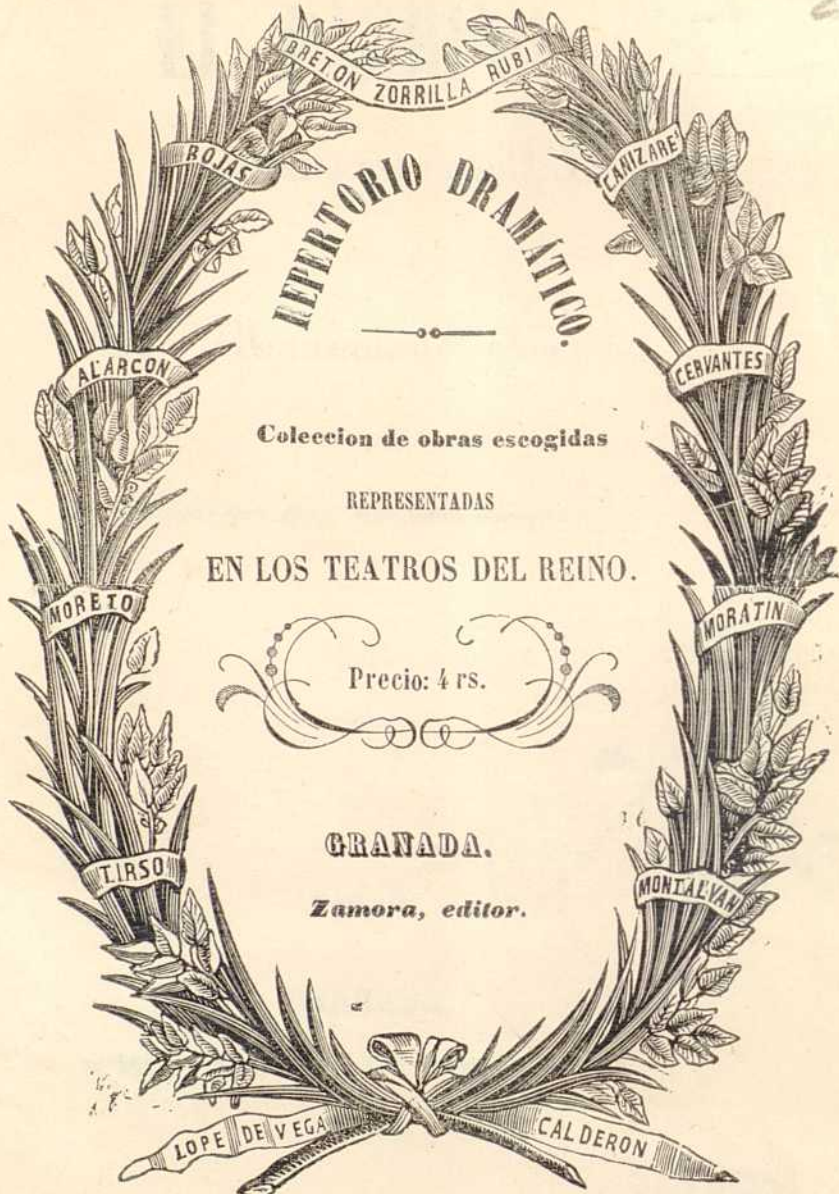 BRETON ZORRILLA RUBI
ROJAS
CAÑIZARE
REPERTORIO DRAMÁTICO.
ALARCON
CERVANTES
Coleccion de obras escogidas
REPRESENTADAS
EN LOS TEATROS DEL REINO.
MORETO
MORATIN
Precio: 4 rs.
GRANADA.
TIRSO
MONTALVAN
Zamora, editor.
LOPE DE VEGA
CALDERON